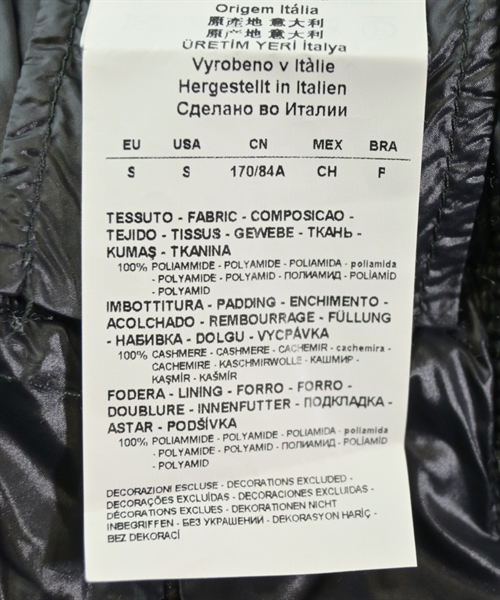 Origem Itália
原産地 意大利
原产地 意大利
ÜRETİM YERİ İtalya
Vyrobeno v Itàlie
Hergestellt in Italien
Сделано во Италии
EU USA CN MEX BRA
S S 170/84A CH P
TESSUTO - FABRIC - COMPOSICAO -
TEJIDO - TISSUS - GEWEBE - ТКАНЬ -
KUMAŞ - TKANINA
100% POLIAMMIDE - POLYAMIDE - POLIAMIDA - poliamida
- POLYAMIDE - POLYAMID - ПОЛИАМИД - POLİAMİD
- POLYAMID
IMBOTTITURA - PADDING - ENCHIMENTO -
ACOLCHADO - REMBOURRAGE - FÜLLUNG
- НАБИВКА - DOLGU - VYCPÁVKA
100% CASHMERE - CASHMERE - CACHEMIR - cachemira -
CACHEMIRE - KASCHMIRWOLLE - КАШМИР -
KAŞMİR - KAŠMÍR
FODERA - LINING - FORRO - FORRO -
DOUBLURE - INNENFUTTER - ПОДКЛАДКА -
ASTAR - PODŠÍVKA
100% POLIAMMIDE - POLYAMIDE - POLIAMIDA - poliamida
- POLYAMIDE - POLYAMID - ПОЛИАМИД - POLİAMİD
- POLYAMID
DECORAZIONI ESCLUSE - DECORATIONS EXCLUDED -
DECORAÇÕES EXCLUÍDAS - DECORACIONES EXCLUIDAS -
DÉCORATIONS EXCLUES - DEKORATIONEN NICHT
INBEGRIFFEN - БЕЗ УКРАШЕНИИ - DEKORASYON HARİÇ -
BEZ DEKORACÍ